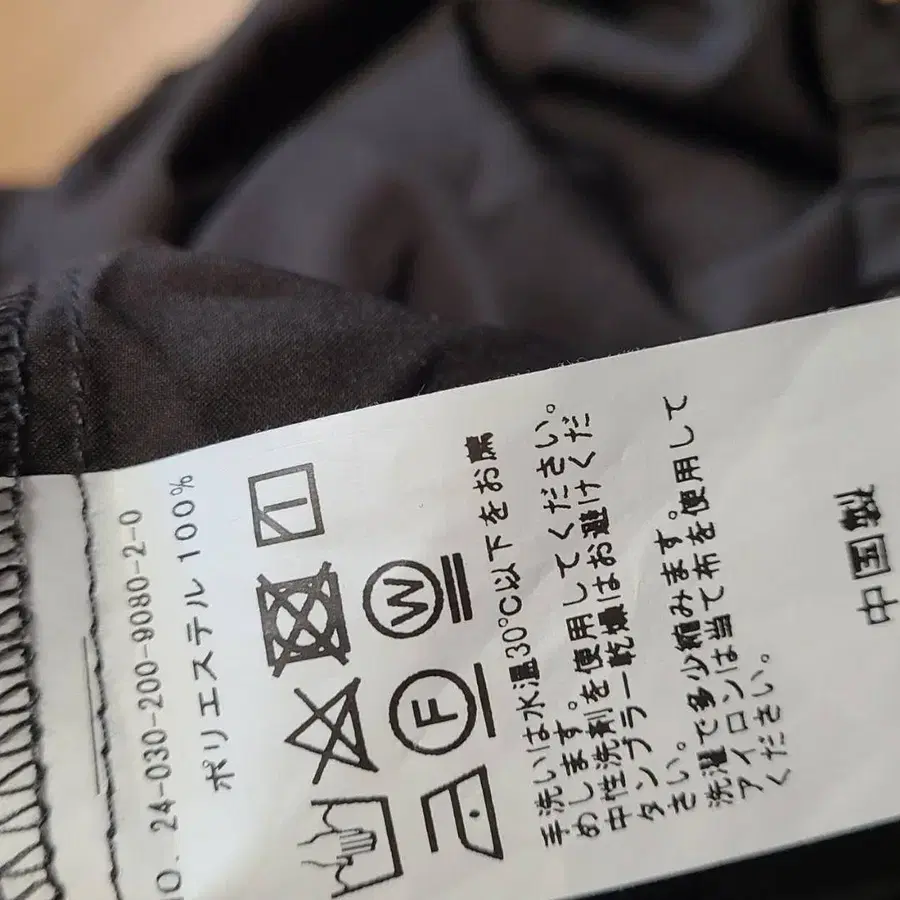 NO. 24-030-200-9080-2-0
ポリエステル 100%
F W
手洗いは水温30℃以下をお薦
めします。
中性洗剤を使用してください。
タンブラー乾燥はお避けくだ
さい。
洗濯で多少縮みます。
アイロンは当て布を使用して
ください。
中国製